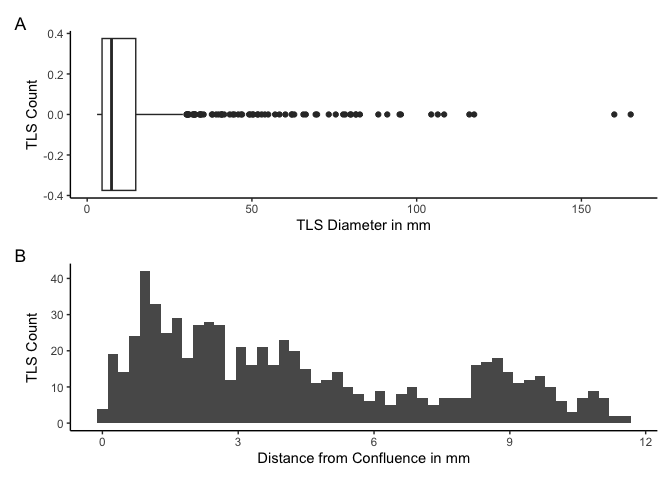 A
0.4
0.2
0.0
-0.2
-0.4
TLS Count
0 50 100 150
TLS Diameter in mm
B
40
30
20
10
0
TLS Count
0 3 6 9 12
Distance from Confluence in mm